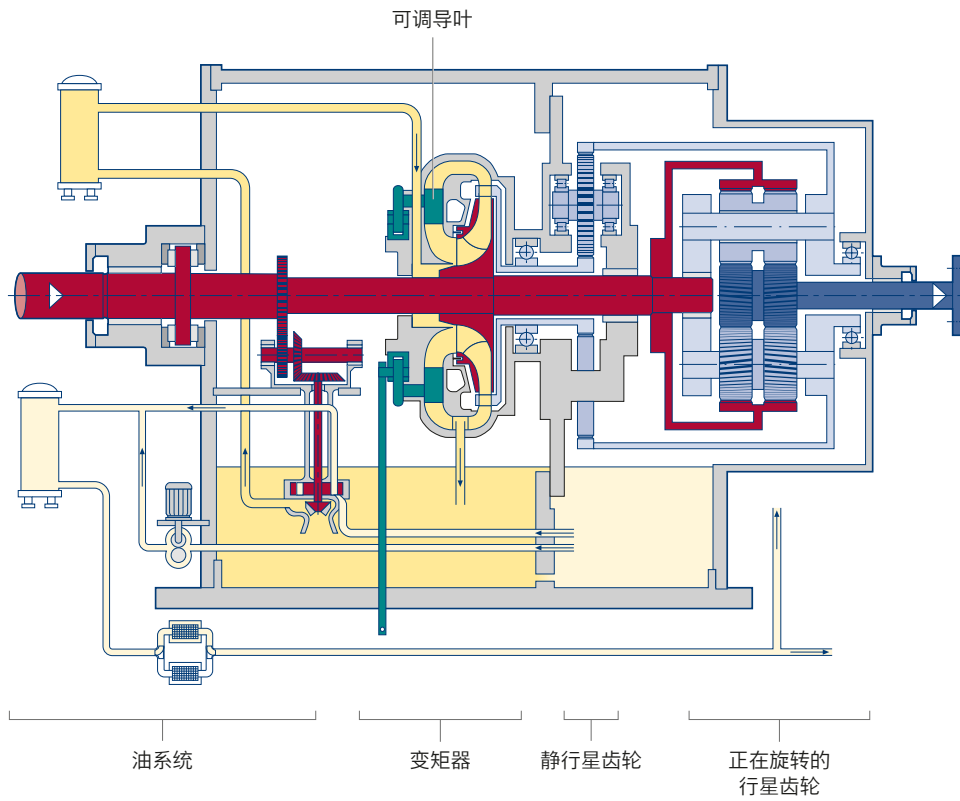 可调导叶
油系统
变矩器
静行星齿轮
正在旋转的
行星齿轮